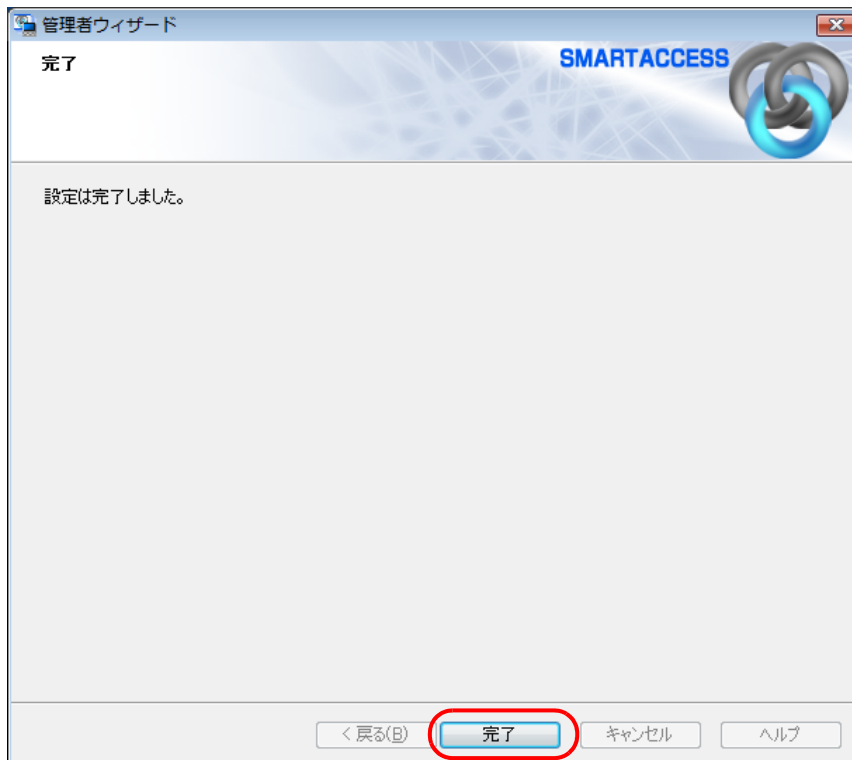 管理者ウィザード
完了
SMARTACCESS
設定は完了しました。
< 戻る(B)
完了
キャンセル
ヘルプ